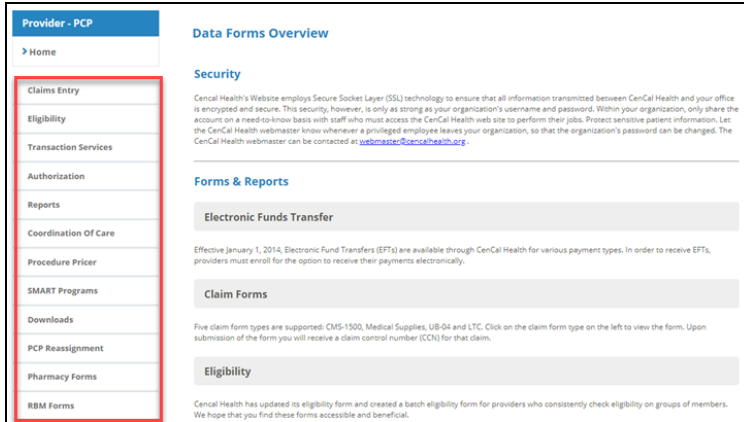 Provider - PCP
Home
Claims Entry
Eligibility
Transaction Services
Authorization
Reports
Coordination Of Care
Procedure Pricer
SMART Programs
Downloads
PCP Reassignment
Pharmacy Forms
RBM Forms
Data Forms Overview
Security
Cencal Health's Website employs Secure Socket Layer (SSL) technology to ensure that all information transmitted between CenCal Health and your office
is encrypted and secure. This security, however, is only as strong as your organization's username and password. Within your organization, only share the
account on a need-to-know basis with staff who must access the CenCal Health web site to perform their jobs. Protect sensitive patient information. Let
the CenCal Health webmaster know whenever a privileged employee leaves your organization, so that the organization's password can be changed. The
CenCal Health webmaster can be contacted at webmaster@cencalhealth.org .
Forms & Reports
Electronic Funds Transfer
Effective January 1, 2014, Electronic Fund Transfers (EFTs) are available through CenCal Health for various payment types. In order to receive EFTs,
providers must enroll for the option to receive their payments electronically.
Claim Forms
Five claim form types are supported: CMS-1500, Medical Supplies, UB-04 and LTC. Click on the claim form type on the left to view the form. Upon
submission of the form you will receive a claim control number (CCN) for that claim.
Eligibility
Cencal Health has updated its eligibility form and created a batch eligibility form for providers who consistently check eligibility on groups of members.
We hope that you find these forms accessible and beneficial.